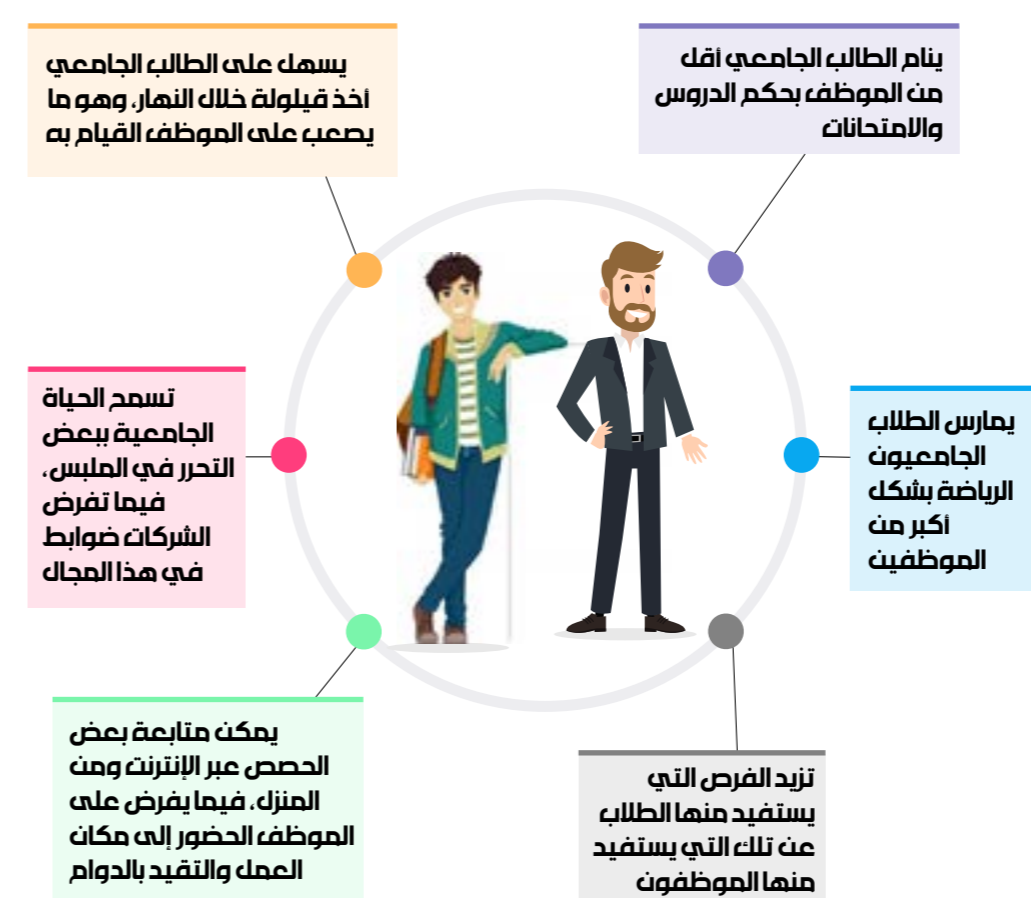 ينام الطالب الجامعي أقل
من الموظف بحكم الدروس
والامتحانات
يسهل على الطالب الجامعي
أخذ قيلولة خلال النهار، وهو ما
يصعب على الموظف القيام به
يمارس الطلاب
الجامعيون
الرياضة بشكل
أكبر من
الموظفين
تسمح الحياة
الجامعية ببعض
التحرر في الملبس،
فيما تفرض
الشركات ضوابط
في هذا المجال
تزيد الفرص التي
يستفيد منها الطلاب
عن تلك التي يستفيد
منها الموظفون
يمكن متابعة بعض
الحصص عبر الإنترنت ومن
المنزل، فيما يفرض على
الموظف الحضور إلى مكان
العمل والتقيد بالدوام